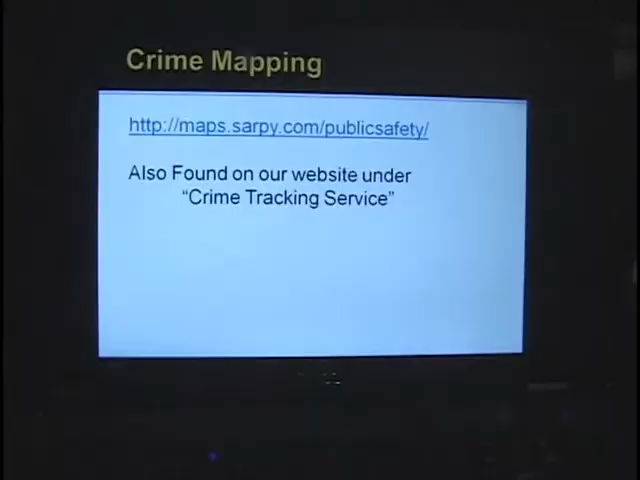 Crime Mapping
http://maps.sarpy.com/publicsafety/
Also Found on our website under
“Crime Tracking Service”